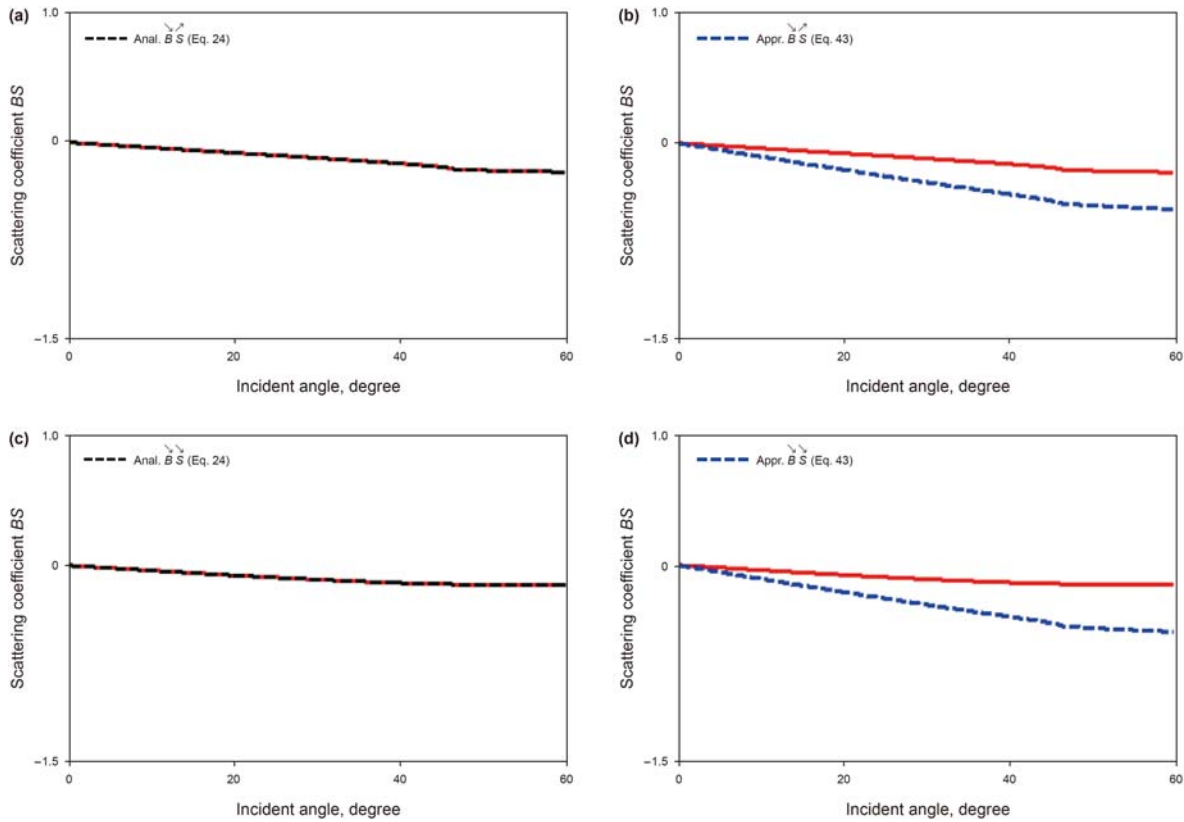 (a)
1.0
Anal. B↘ S↗ (Eq. 24)
0
−1.5
0 20 40 60
Scattering coefficient BS
Incident angle, degree
(b)
1.0
Appr. B↘ S↗ (Eq. 43)
0
−1.5
0 20 40 60
Scattering coefficient BS
Incident angle, degree
(c)
1.0
Anal. B↘ S↘ (Eq. 24)
0
−1.5
0 20 40 60
Scattering coefficient BS
Incident angle, degree
(d)
1.0
Appr. B↘ S↘ (Eq. 43)
0
−1.5
0 20 40 60
Scattering coefficient BS
Incident angle, degree